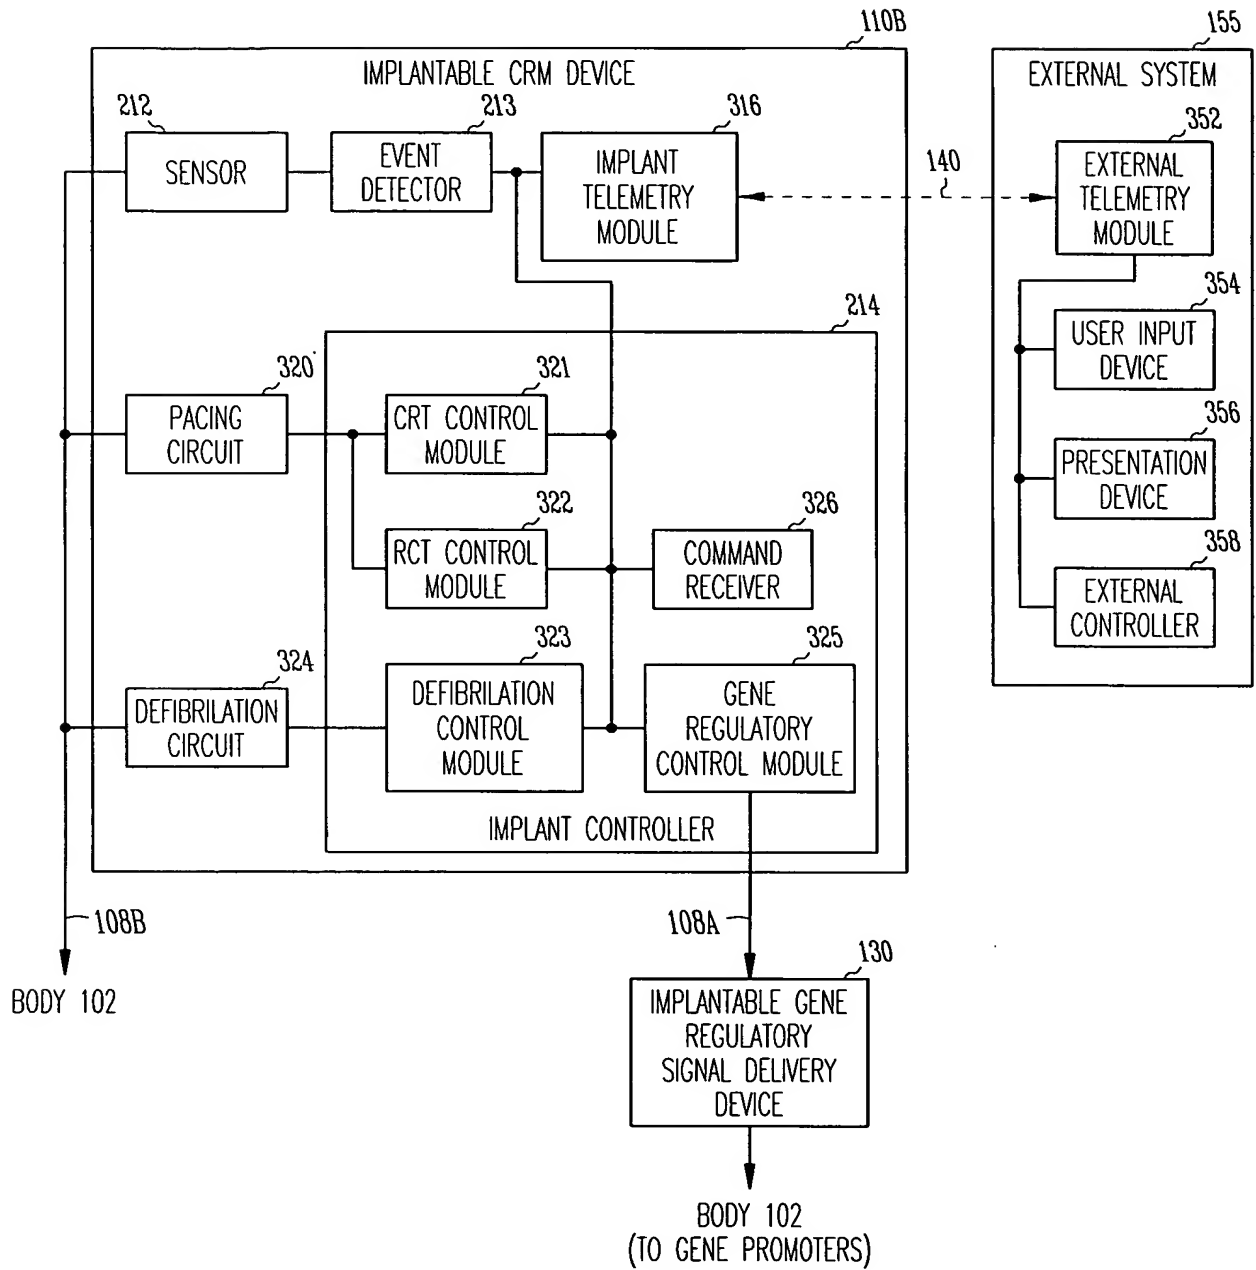 110B
155
IMPLANTABLE CRM DEVICE
EXTERNAL SYSTEM
212
213
316
352
SENSOR
EVENT
DETECTOR
IMPLANT
TELEMETRY
MODULE
140
EXTERNAL
TELEMETRY
MODULE
354
USER INPUT
DEVICE
214
320
321
PACING
CIRCUIT
CRT CONTROL
MODULE
356
PRESENTATION
DEVICE
322
326
RCT CONTROL
MODULE
COMMAND
RECEIVER
358
EXTERNAL
CONTROLLER
324
323
325
DEFIBRILATION
CIRCUIT
DEFIBRILATION
CONTROL
MODULE
GENE
REGULATORY
CONTROL MODULE
IMPLANT CONTROLLER
108B
108A
BODY 102
130
IMPLANTABLE GENE
REGULATORY
SIGNAL DELIVERY
DEVICE
BODY 102
(TO GENE PROMOTERS)